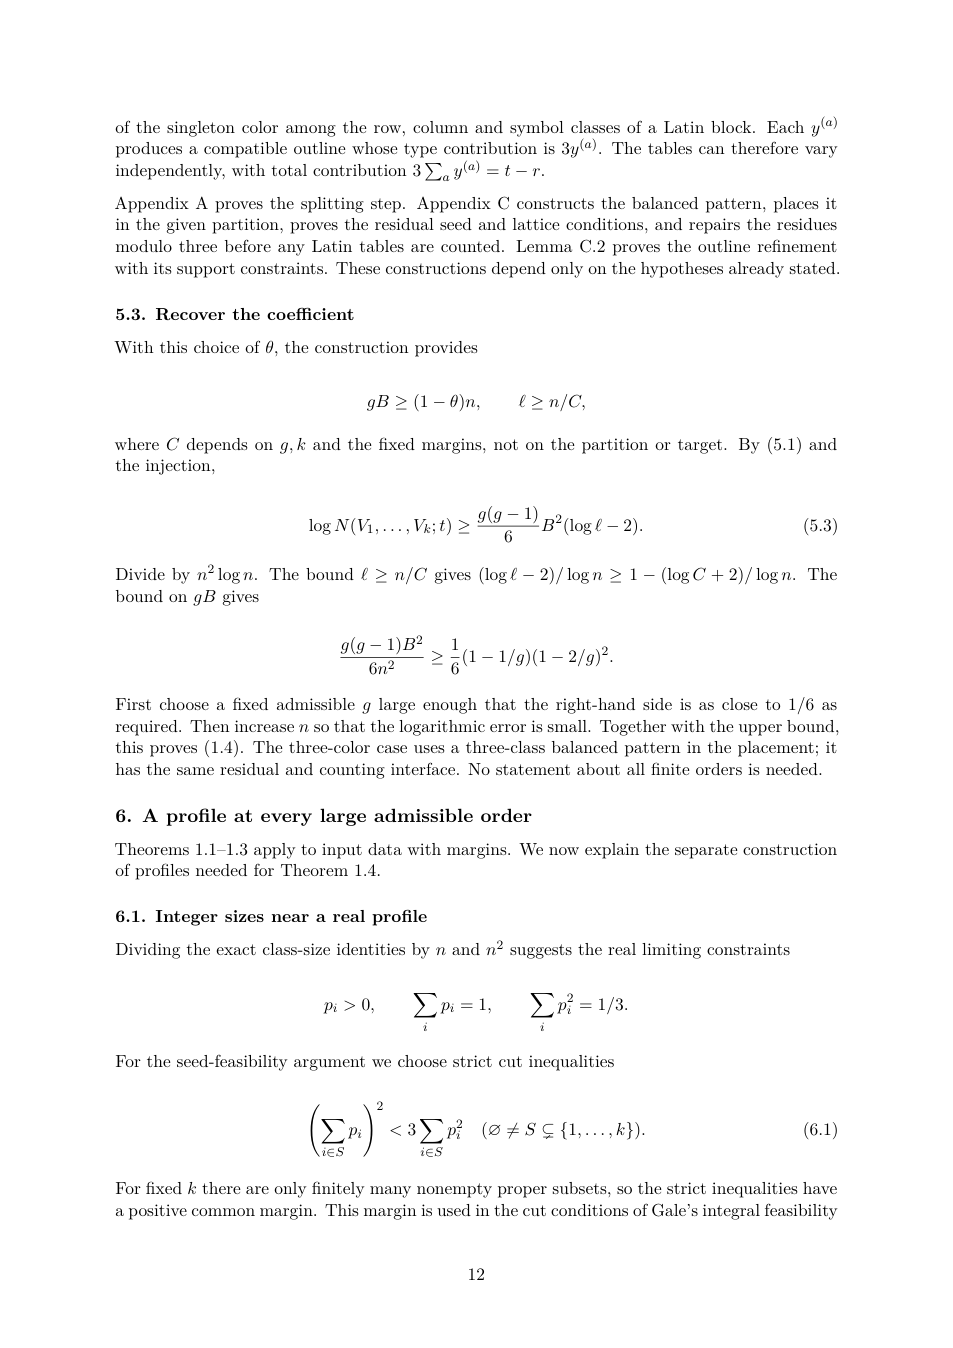 of the singleton color among the row, column and symbol classes of a Latin block. Each y^(a)
produces a compatible outline whose type contribution is 3y^(a). The tables can therefore vary
independently, with total contribution 3 ∑_a y^(a) = t − r.
Appendix A proves the splitting step. Appendix C constructs the balanced pattern, places it
in the given partition, proves the residual seed and lattice conditions, and repairs the residues
modulo three before any Latin tables are counted. Lemma C.2 proves the outline refinement
with its support constraints. These constructions depend only on the hypotheses already stated.
5.3. Recover the coefficient
With this choice of θ, the construction provides
gB ≥ (1 − θ)n, ℓ ≥ n/C,
where C depends on g, k and the fixed margins, not on the partition or target. By (5.1) and
the injection,
log N(V_1, . . . , V_k; t) ≥ g(g − 1)/6 B^2(log ℓ − 2). (5.3)
Divide by n^2 log n. The bound ℓ ≥ n/C gives (log ℓ − 2)/ log n ≥ 1 − (log C + 2)/ log n. The
bound on gB gives
g(g − 1)B^2/6n^2 ≥ 1/6 (1 − 1/g)(1 − 2/g)^2.
First choose a fixed admissible g large enough that the right-hand side is as close to 1/6 as
required. Then increase n so that the logarithmic error is small. Together with the upper bound,
this proves (1.4). The three-color case uses a three-class balanced pattern in the placement; it
has the same residual and counting interface. No statement about all finite orders is needed.
6. A profile at every large admissible order
Theorems 1.1–1.3 apply to input data with margins. We now explain the separate construction
of profiles needed for Theorem 1.4.
6.1. Integer sizes near a real profile
Dividing the exact class-size identities by n and n^2 suggests the real limiting constraints
p_i > 0, ∑_i p_i = 1, ∑_i p_i^2 = 1/3.
For the seed-feasibility argument we choose strict cut inequalities
(∑_{i∈S} p_i)^2 < 3 ∑_{i∈S} p_i^2 (∅ ≠ S ⊊ {1, . . . , k}). (6.1)
For fixed k there are only finitely many nonempty proper subsets, so the strict inequalities have
a positive common margin. This margin is used in the cut conditions of Gale's integral feasibility
12